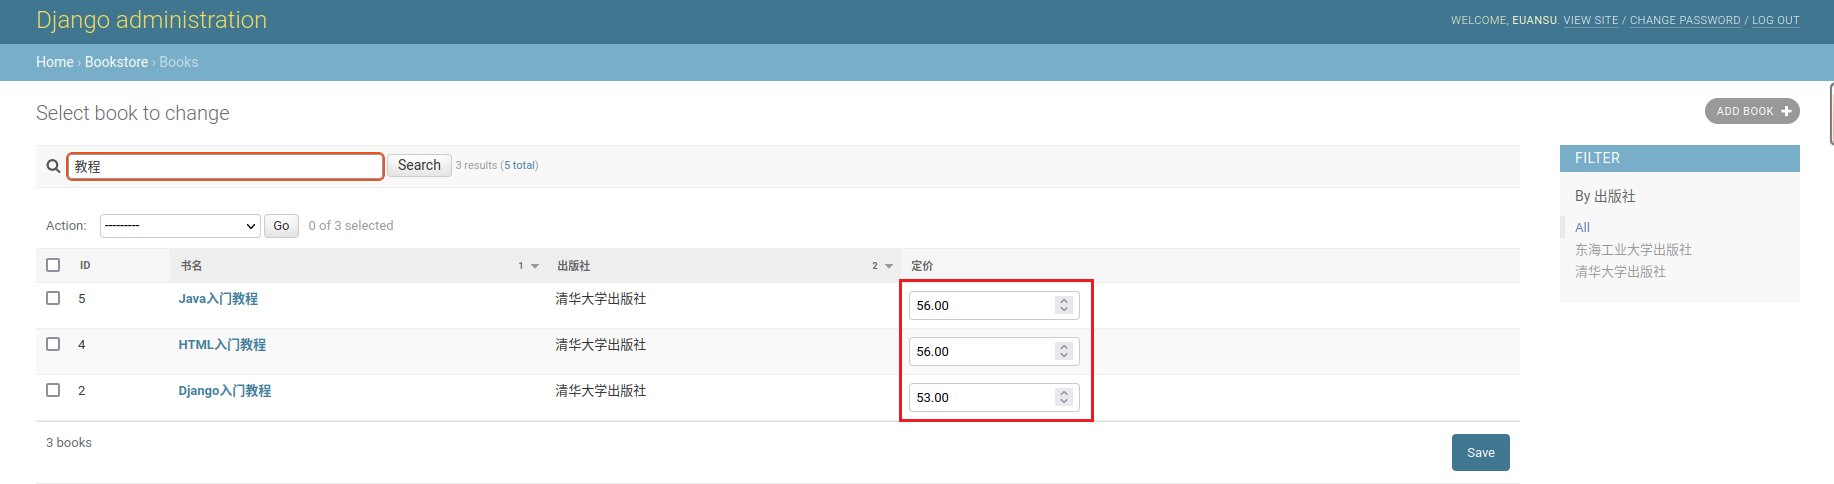 Django administration
WELCOME, EUANSU. VIEW SITE / CHANGE PASSWORD / LOG OUT
Home › Bookstore › Books
Select book to change
ADD BOOK +
教程 Search 3 results (5 total)
Action: --------- Go 0 of 3 selected
ID 书名 1 出版社 2 定价
5 Java入门教程 清华大学出版社 56.00
4 HTML入门教程 清华大学出版社 56.00
2 Django入门教程 清华大学出版社 53.00
3 books
Save
FILTER
By 出版社
All
东海工业大学出版社
清华大学出版社